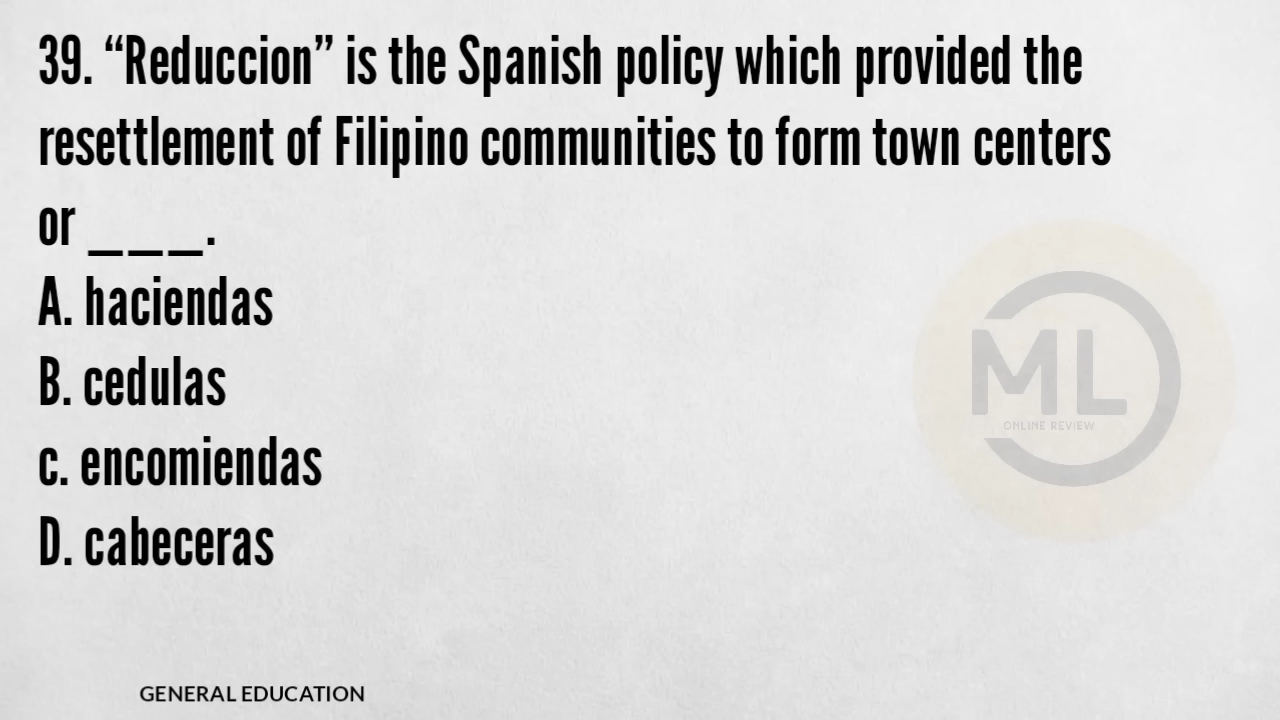 39. “Reduccion” is the Spanish policy which provided the
resettlement of Filipino communities to form town centers
or ___.
A. haciendas
B. cedulas
c. encomiendas
D. cabeceras
ML
ONLINE REVIEW
GENERAL EDUCATION